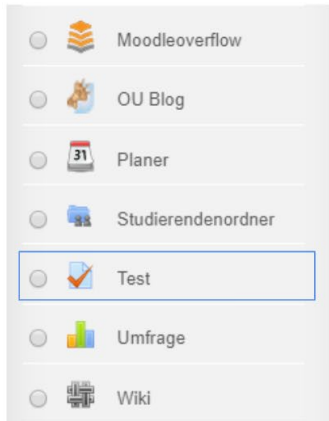 Moodleoverflow
OU Blog
31
Planer
Studierendenordner
Test
Umfrage
Wiki